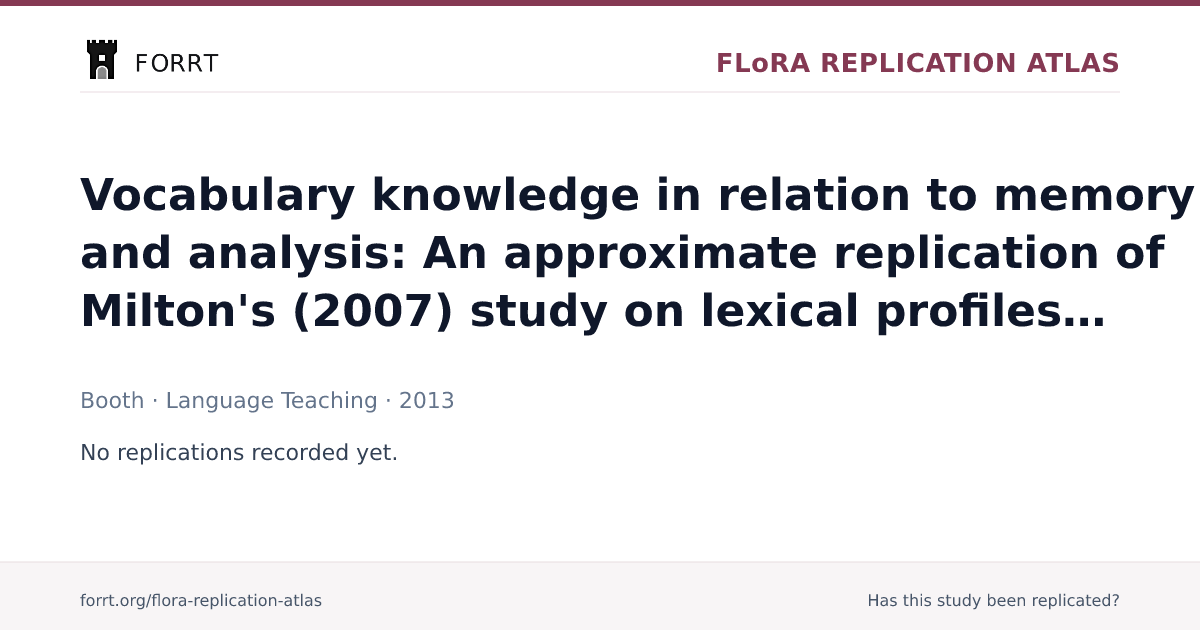 FORRT
FLoRA REPLICATION ATLAS
Vocabulary knowledge in relation to memory
and analysis: An approximate replication of
Milton's (2007) study on lexical profiles…
Booth · Language Teaching · 2013
No replications recorded yet.
forrt.org/flora-replication-atlas
Has this study been replicated?